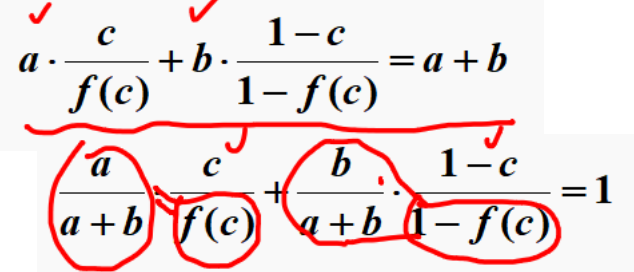 a · c/f(c) + b · (1−c)/(1−f(c)) = a + b
a/(a+b) · c/f(c) + b/(a+b) · (1−c)/(1−f(c)) = 1